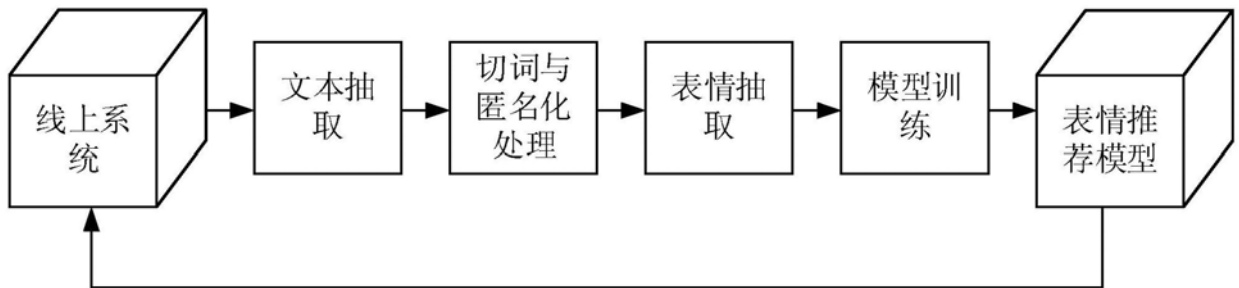 线上系
统
文本抽
取
切词与
匿名化
处理
表情抽
取
模型训
练
表情推
荐模型